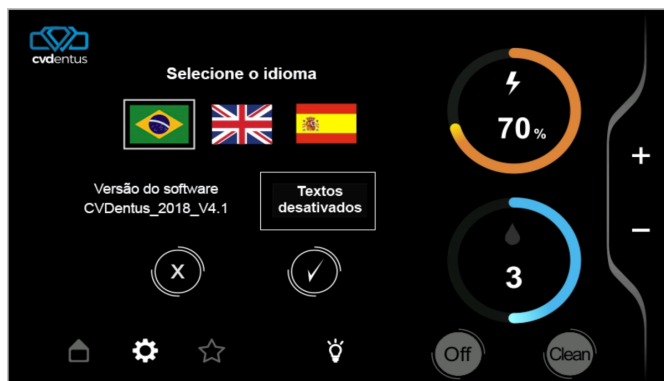 cvdentus
Selecione o idioma
70%
Versão do software
CVDentus_2018_V4.1
Textos
desativados
+
−
X
3
Off
Clean